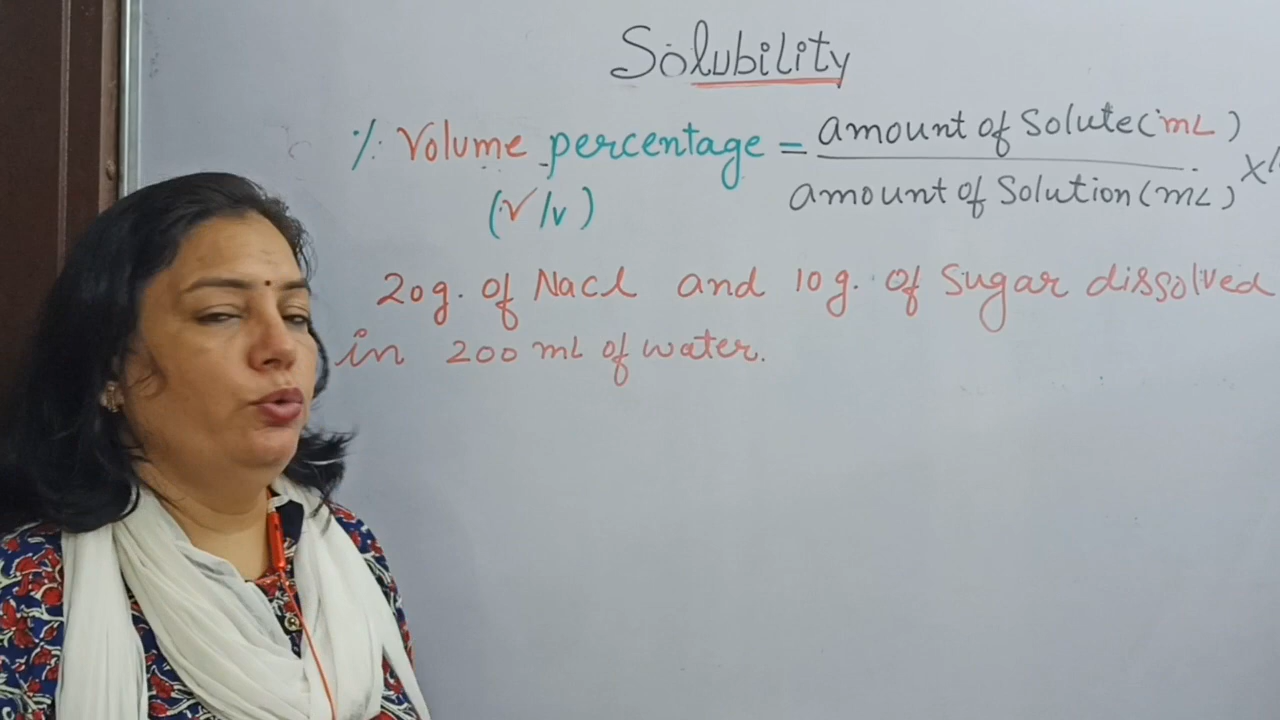 Solubility
% Volume percentage = amount of Solute (mL)
amount of Solution (mL) X1
(V/v)
20g. of Nacl and 10g. of Sugar dissolved
in 200 mL of water.